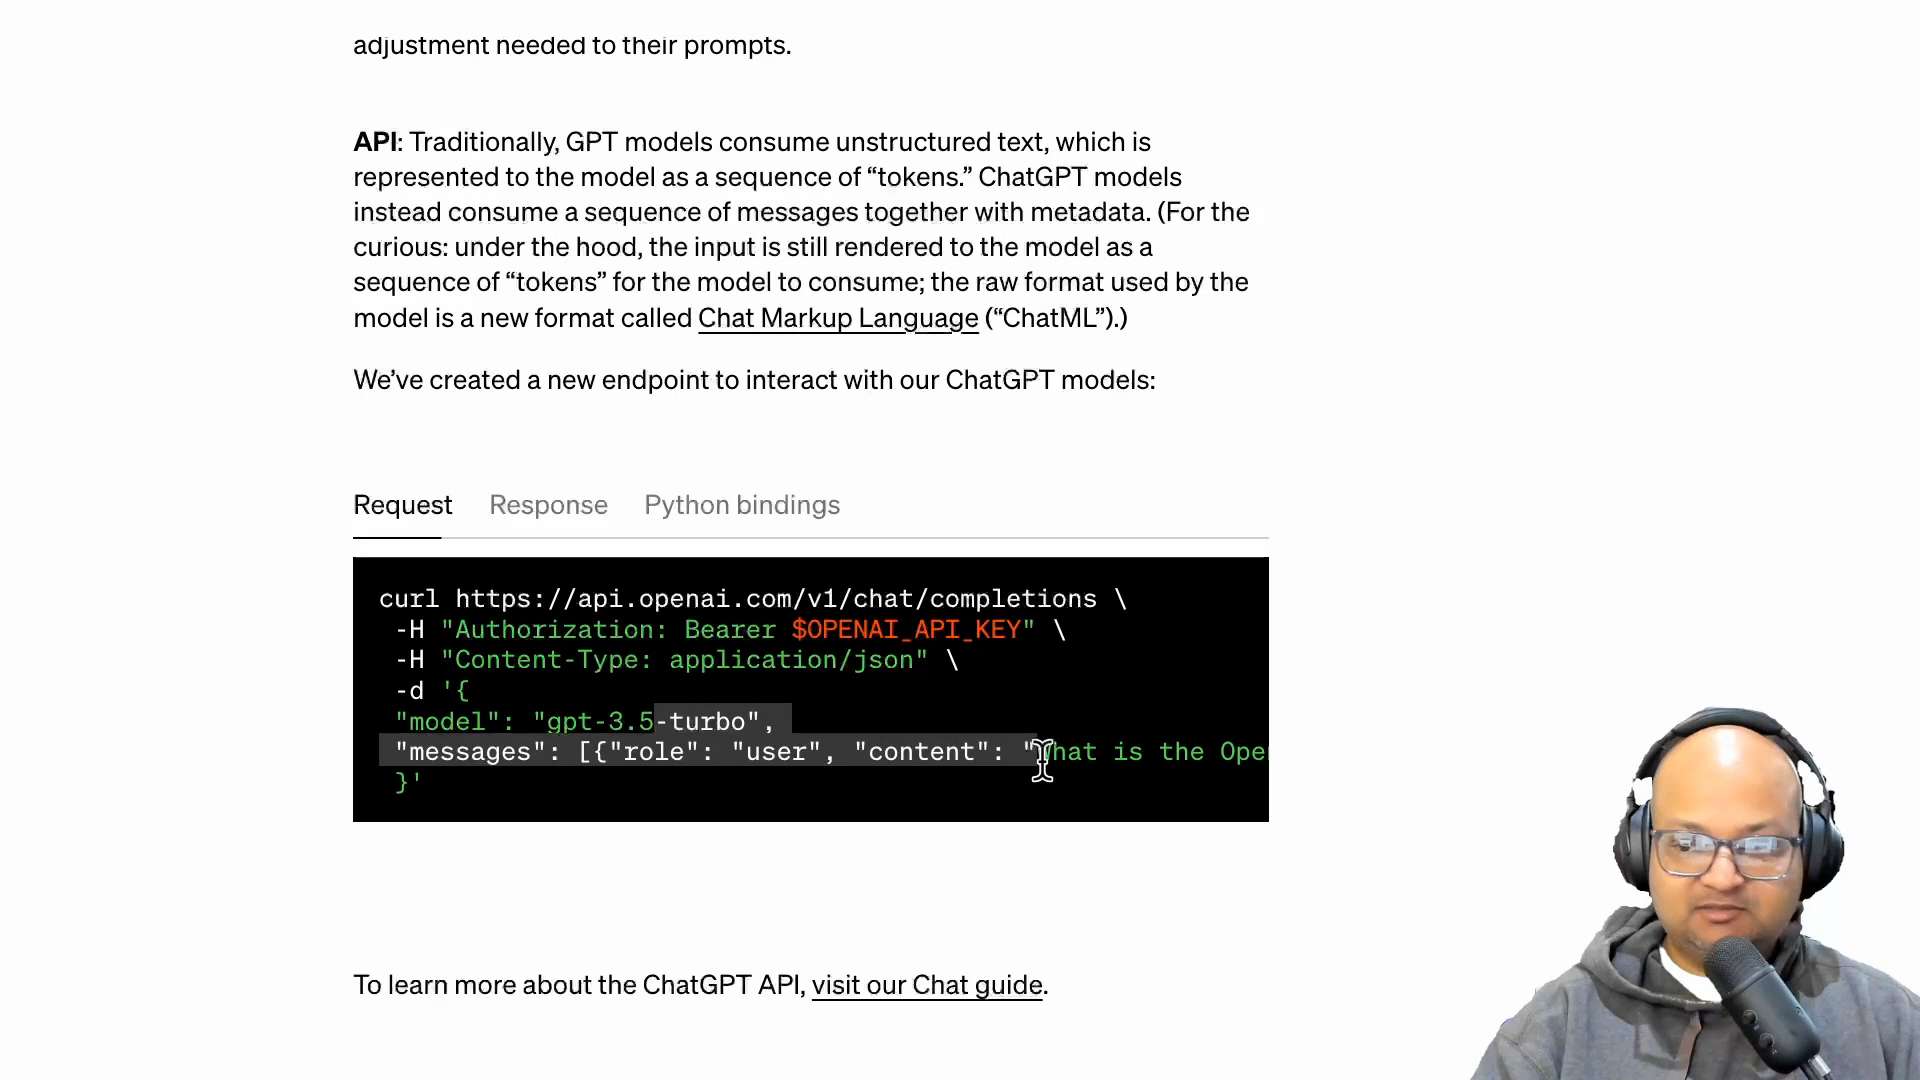 adjustment needed to their prompts.
API: Traditionally, GPT models consume unstructured text, which is
represented to the model as a sequence of “tokens.” ChatGPT models
instead consume a sequence of messages together with metadata. (For the
curious: under the hood, the input is still rendered to the model as a
sequence of “tokens” for the model to consume; the raw format used by the
model is a new format called Chat Markup Language (“ChatML”).)
We’ve created a new endpoint to interact with our ChatGPT models:
Request Response Python bindings
curl https://api.openai.com/v1/chat/completions \
-H "Authorization: Bearer $OPENAI_API_KEY" \
-H "Content-Type: application/json" \
-d '{
"model": "gpt-3.5-turbo",
"messages": [{"role": "user", "content": "What is the Ope
}'
To learn more about the ChatGPT API, visit our Chat guide.